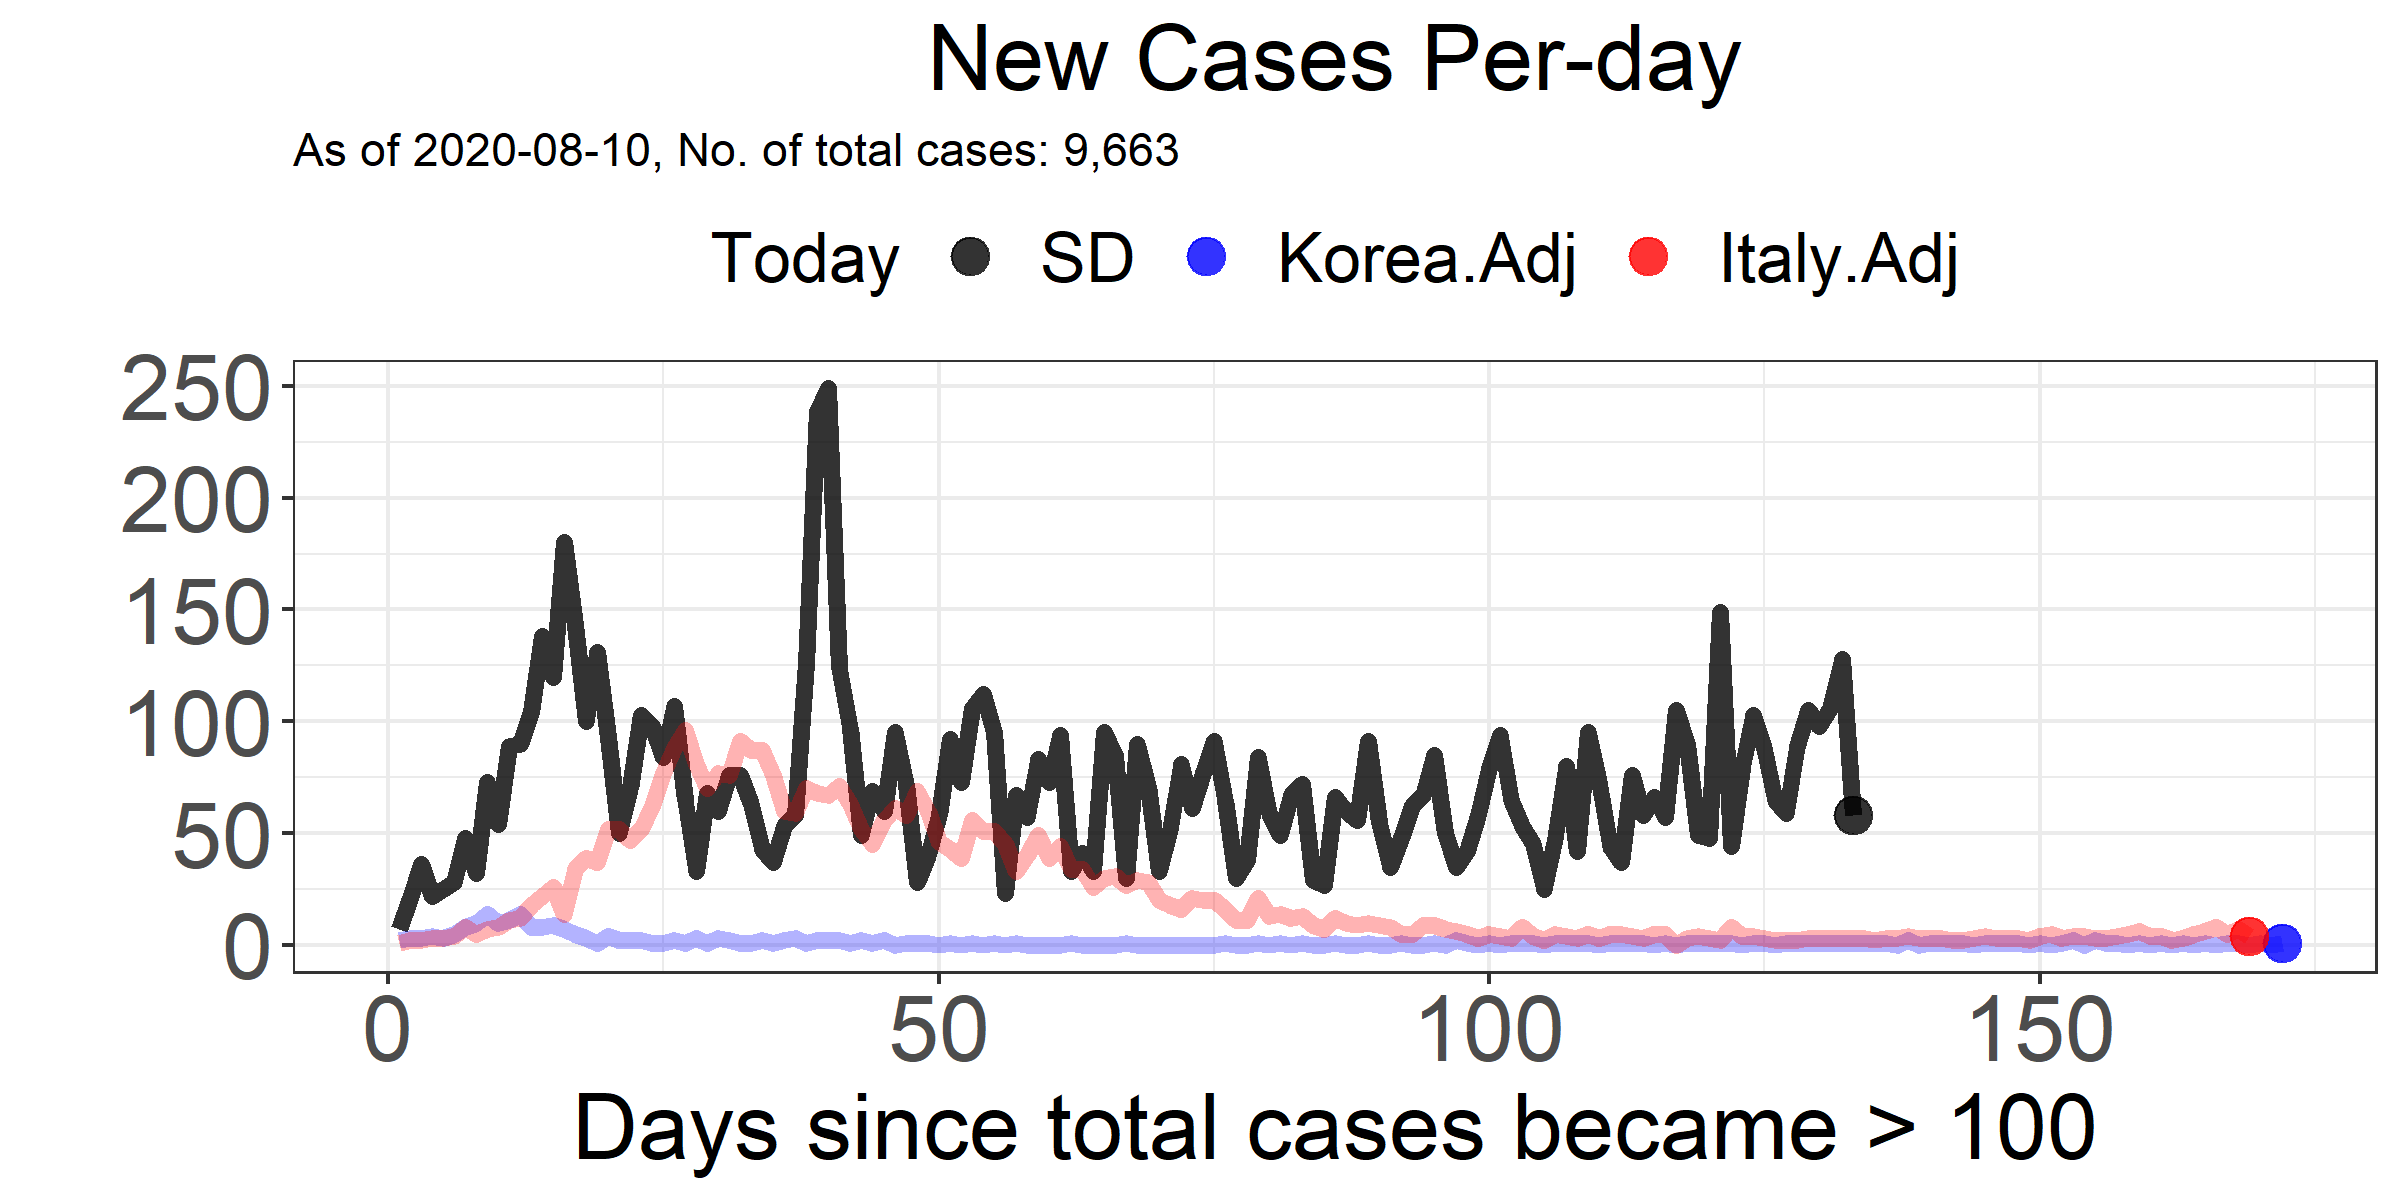 New Cases Per-day
As of 2020-08-10, No. of total cases: 9,663
Today SD Korea.Adj Italy.Adj
250
200
150
100
50
0
0 50 100 150
Days since total cases became > 100